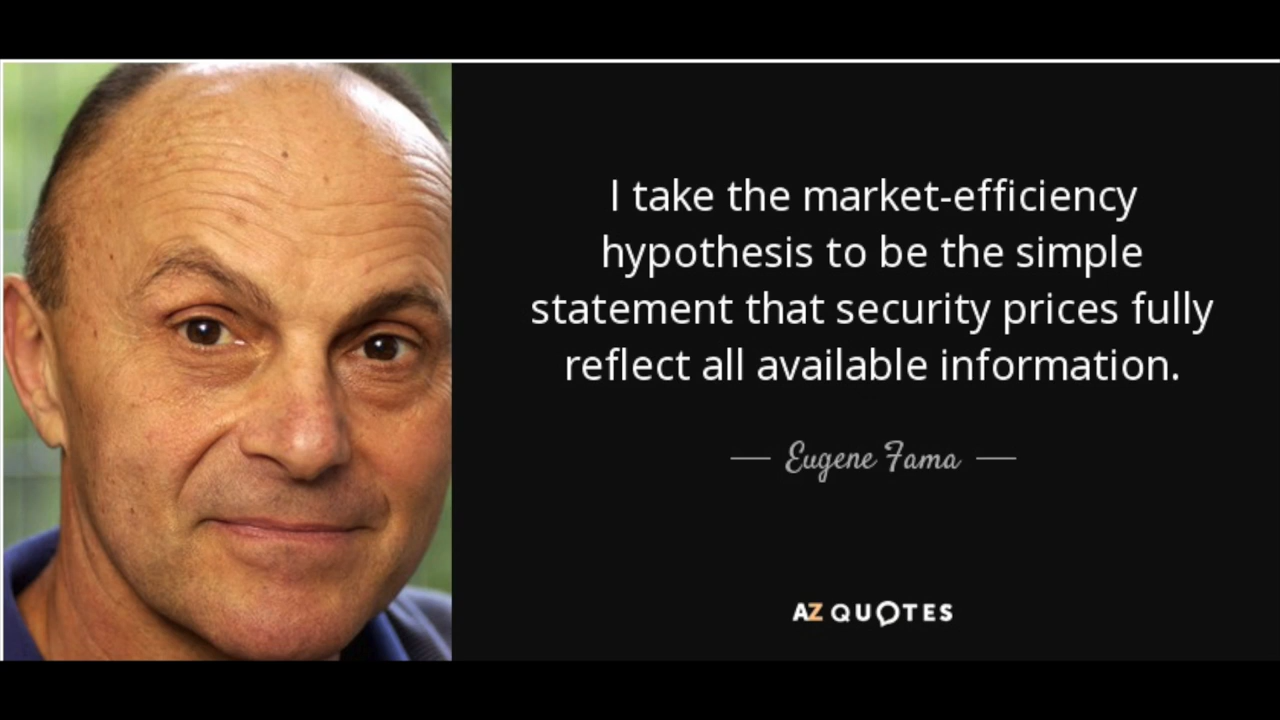 I take the market-efficiency
hypothesis to be the simple
statement that security prices fully
reflect all available information.
Eugene Fama
AZ QUOTES